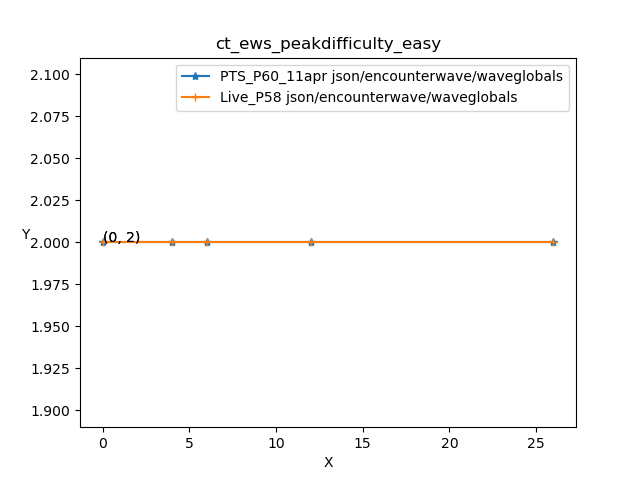 ct_ews_peakdifficulty_easy
PTS_P60_11apr json/encounterwave/waveglobals
Live_P58 json/encounterwave/waveglobals
2.100
2.075
2.050
2.025
2.000
1.975
1.950
1.925
1.900
Y
(0, 2)
0 5 10 15 20 25
X